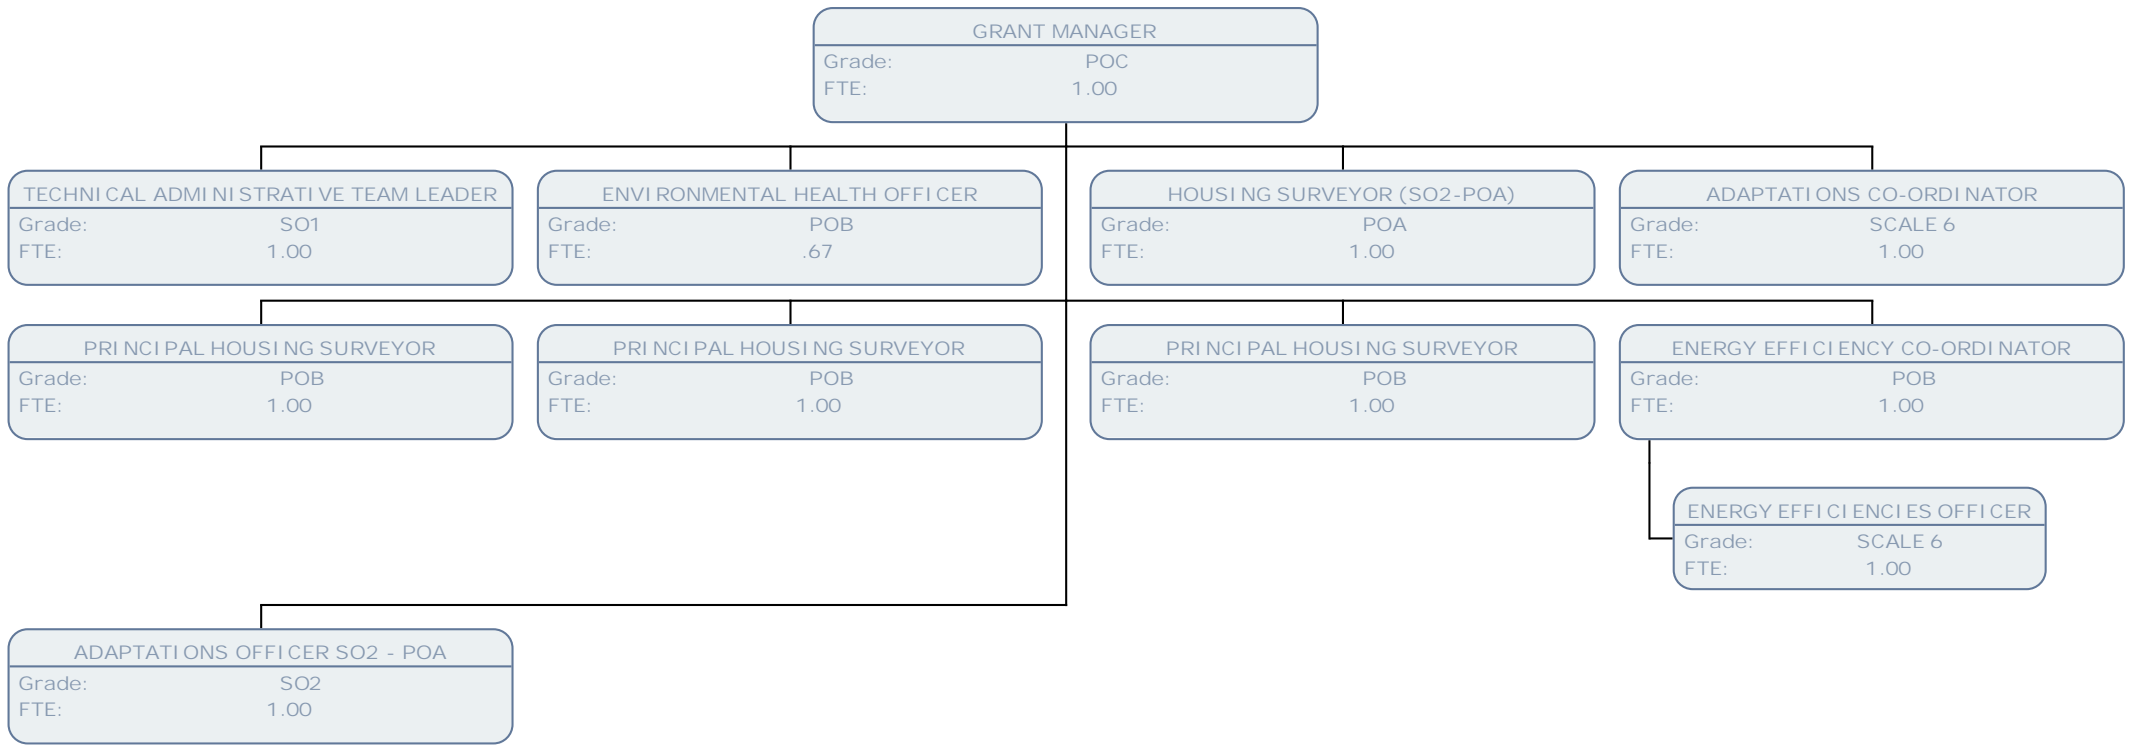 GRANT MANAGER
Grade: POC
FTE: 1.00
TECHNICAL ADMINISTRATIVE TEAM LEADER
Grade: SO1
FTE: 1.00
ENVIRONMENTAL HEALTH OFFICER
Grade: POB
FTE: .67
HOUSING SURVEYOR (SO2-POA)
Grade: POA
FTE: 1.00
ADAPTATIONS CO-ORDINATOR
Grade: SCALE 6
FTE: 1.00
PRINCIPAL HOUSING SURVEYOR
Grade: POB
FTE: 1.00
PRINCIPAL HOUSING SURVEYOR
Grade: POB
FTE: 1.00
PRINCIPAL HOUSING SURVEYOR
Grade: POB
FTE: 1.00
ENERGY EFFICIENCY CO-ORDINATOR
Grade: POB
FTE: 1.00
ENERGY EFFICIENCIES OFFICER
Grade: SCALE 6
FTE: 1.00
ADAPTATIONS OFFICER SO2 - POA
Grade: SO2
FTE: 1.00